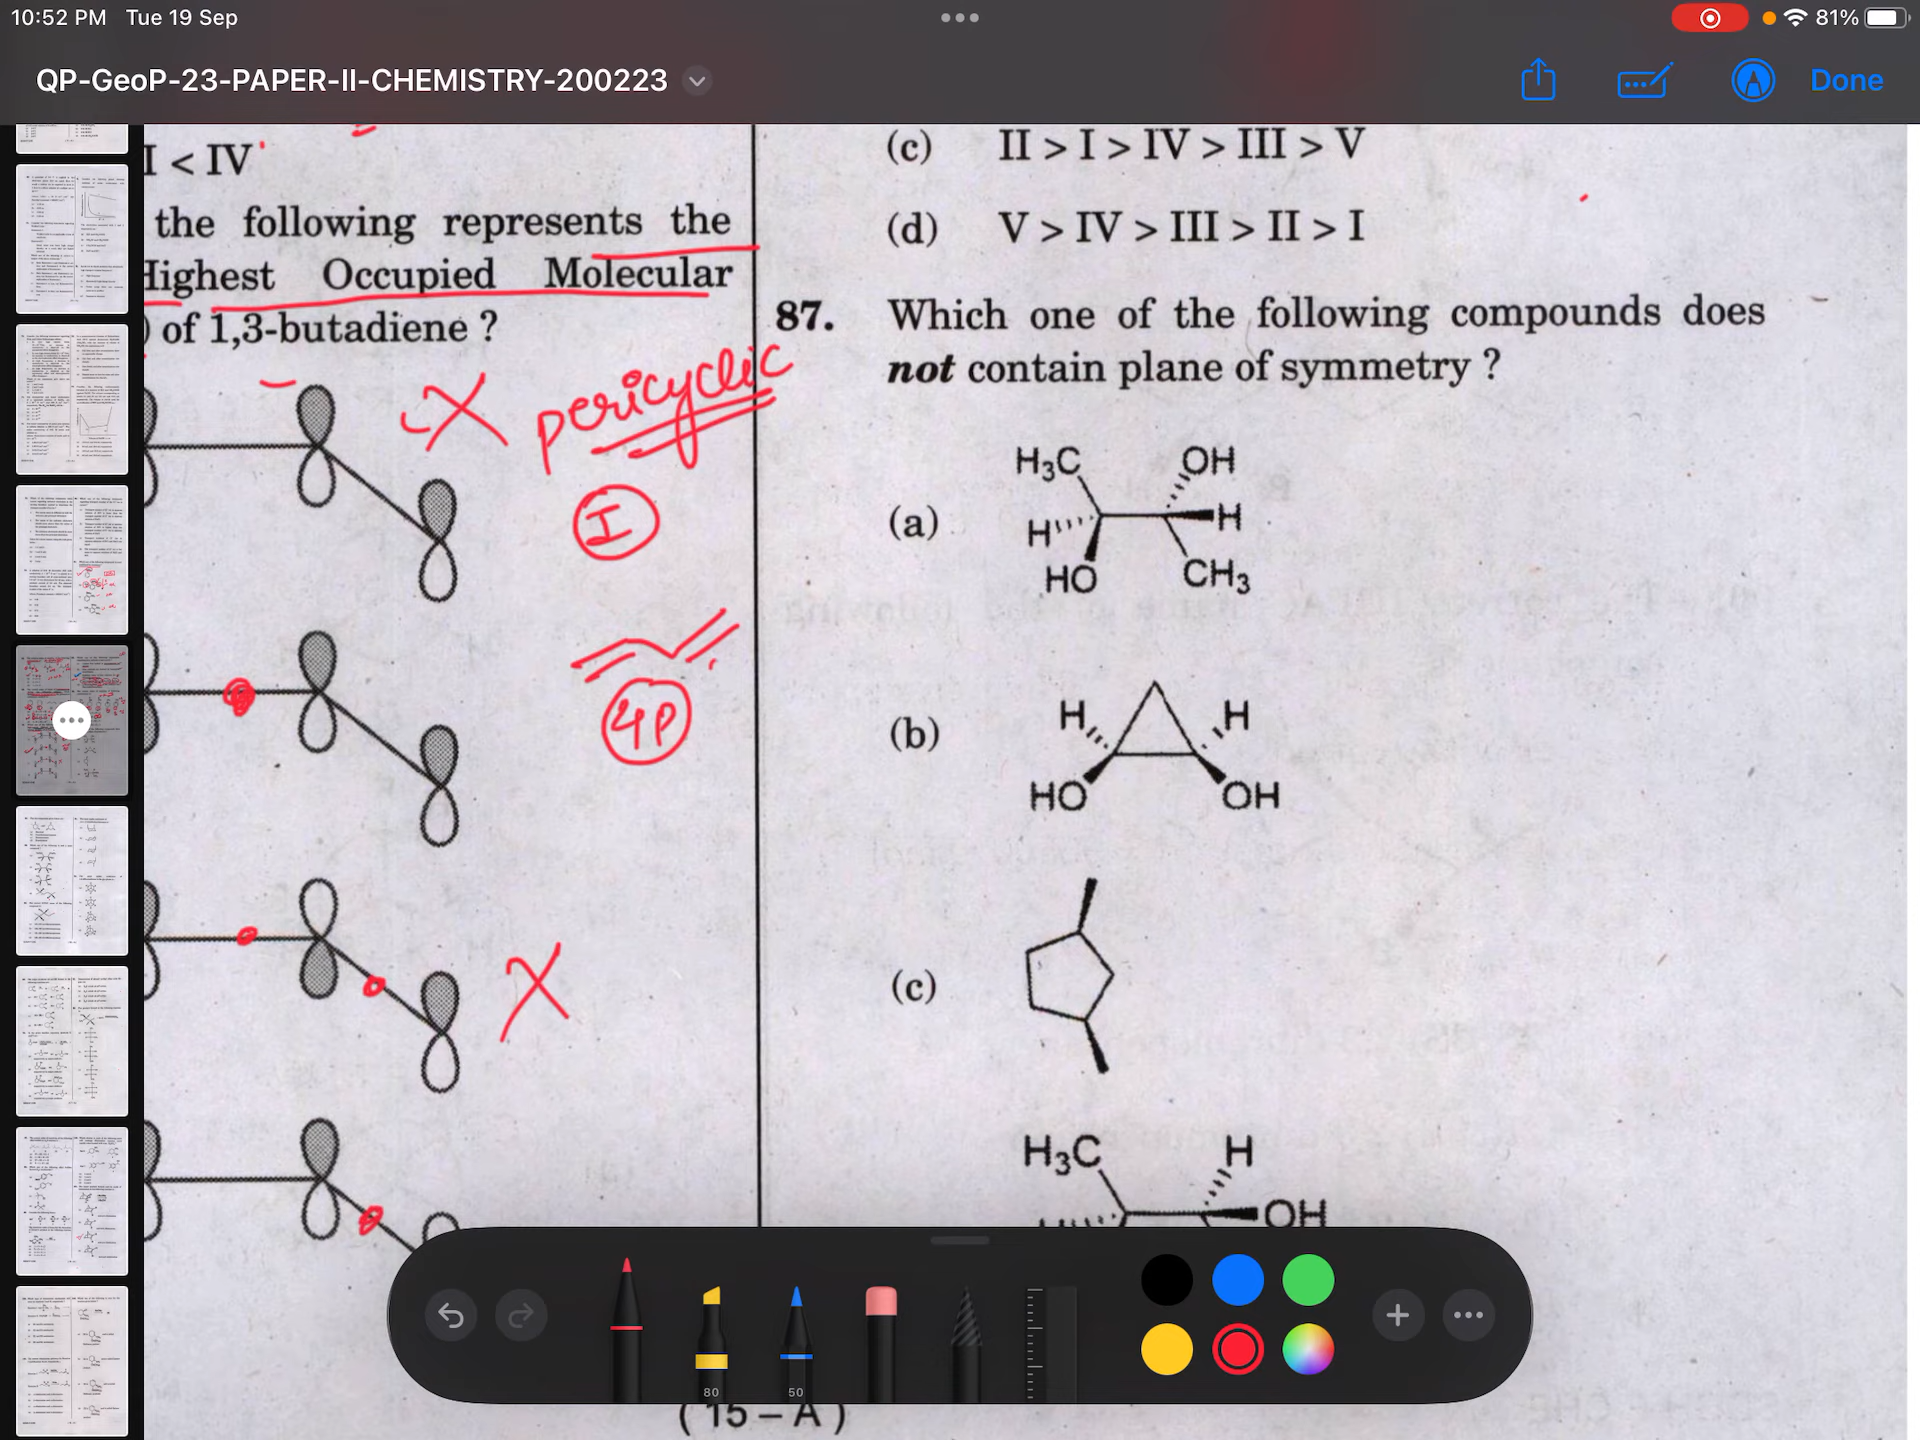 10:52 PM Tue 19 Sep
81%
QP-GeoP-23-PAPER-II-CHEMISTRY-200223
Done
I < IV
the following represents the
Highest Occupied Molecular
) of 1,3-butadiene ?
X
pericyclic
I
4P
X
(c) II > I > IV > III > V
(d) V > IV > III > II > I
87. Which one of the following compounds does
not contain plane of symmetry ?
(a)
H₃C OH
H H
HO CH₃
(b)
H H
HO OH
(c)
H₃C H
OH
80 50
( 15 – A )